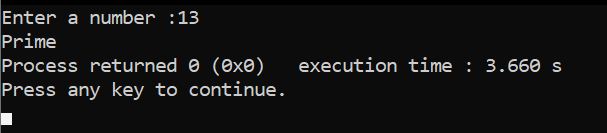 Enter a number :13
Prime
Process returned 0 (0x0)   execution time : 3.660 s
Press any key to continue.